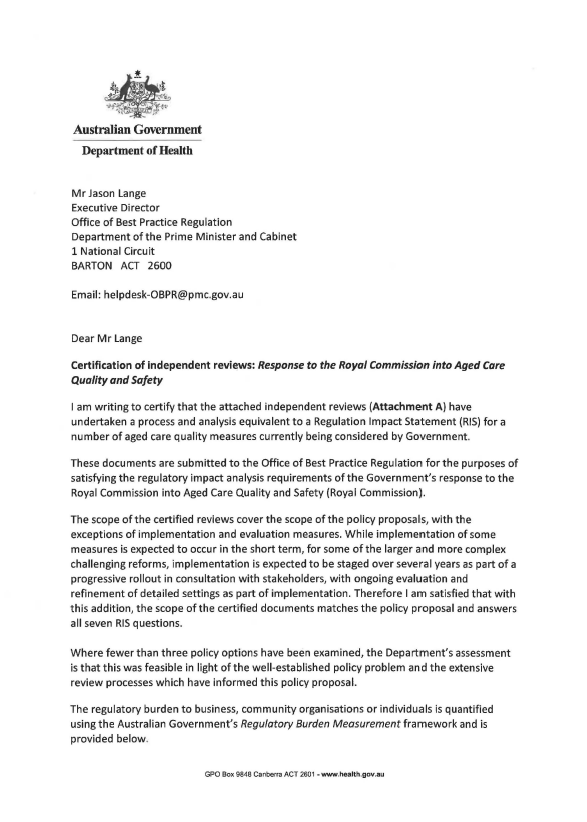 Australian Government
Department of Health
Mr Jason Lange
Executive Director
Office of Best Practice Regulation
Department of the Prime Minister and Cabinet
1 National Circuit
BARTON ACT 2600
Email: helpdesk-OBPR@pmc.gov.au
Dear Mr Lange
Certification of independent reviews: Response to the Royal Commission into Aged Care
Quality and Safety
I am writing to certify that the attached independent reviews (Attachment A) have
undertaken a process and analysis equivalent to a Regulation Impact Statement (RIS) for a
number of aged care quality measures currently being considered by Government.
These documents are submitted to the Office of Best Practice Regulation for the purposes of
satisfying the regulatory impact analysis requirements of the Government's response to the
Royal Commission into Aged Care Quality and Safety (Royal Commission).
The scope of the certified reviews cover the scope of the policy proposals, with the
exceptions of implementation and evaluation measures. While implementation of some
measures is expected to occur in the short term, for some of the larger and more complex
challenging reforms, implementation is expected to be staged over several years as part of a
progressive rollout in consultation with stakeholders, with ongoing evaluation and
refinement of detailed settings as part of implementation. Therefore I am satisfied that with
this addition, the scope of the certified documents matches the policy proposal and answers
all seven RIS questions.
Where fewer than three policy options have been examined, the Department's assessment
is that this was feasible in light of the well-established policy problem and the extensive
review processes which have informed this policy proposal.
The regulatory burden to business, community organisations or individuals is quantified
using the Australian Government's Regulatory Burden Measurement framework and is
provided below.
GPO Box 9848 Canberra ACT 2601 - www.health.gov.au